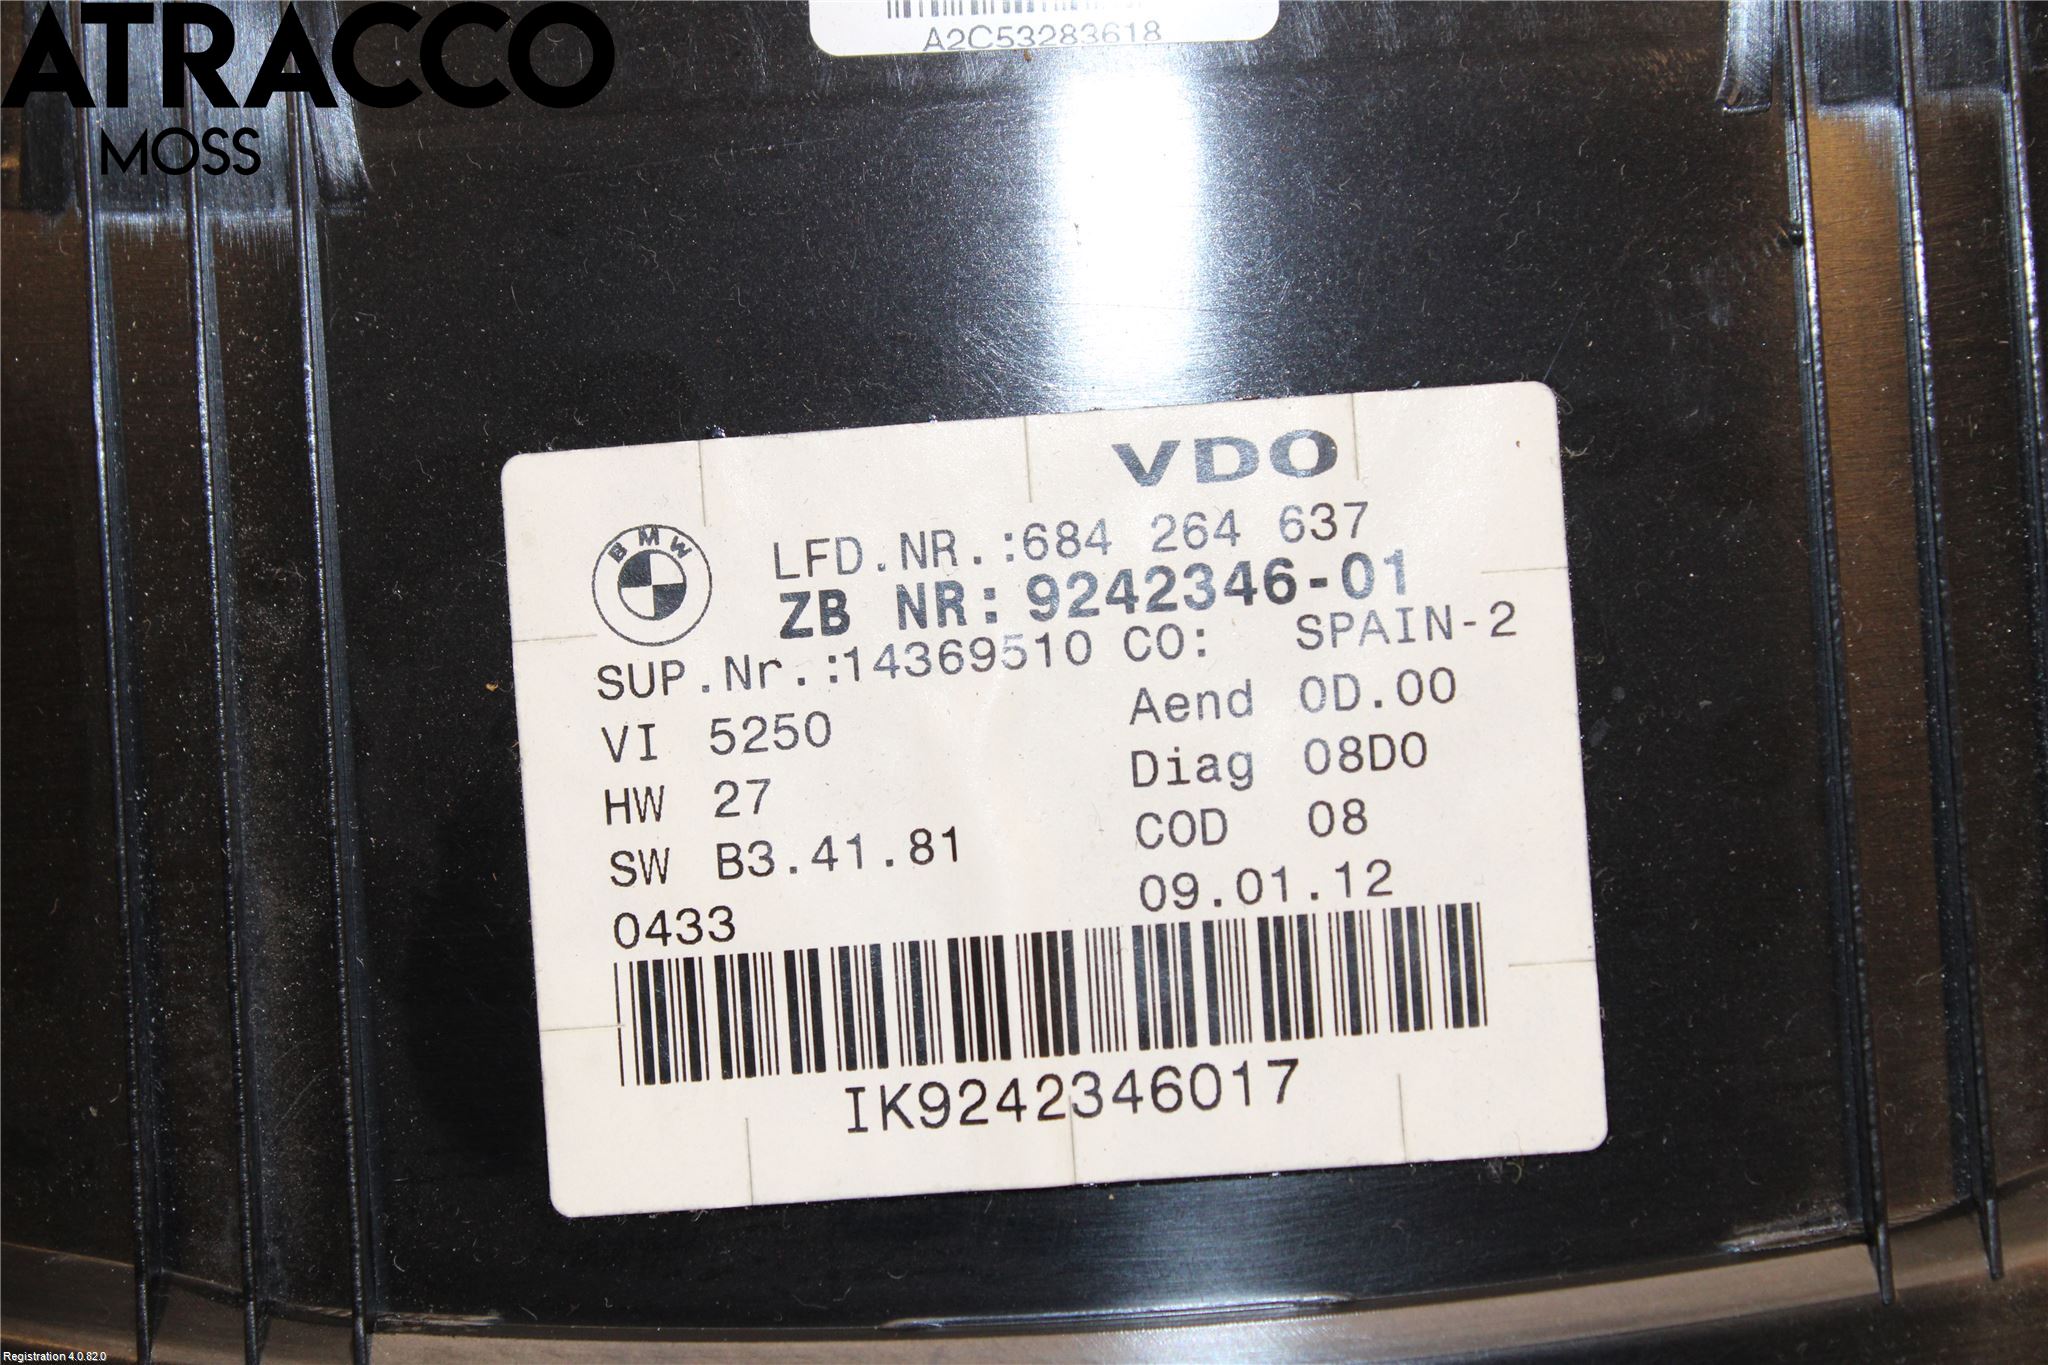 ATRACCO
MOSS
A2C53283618
VDO
BMW
LFD.NR.:684 264 637
ZB NR: 9242346-01
SUP.Nr.:14369510 CO: SPAIN-2
VI 5250 Aend 0D.00
HW 27 Diag 08D0
SW B3.41.81 COD 08
0433 09.01.12
IK9242346017
Registration 4.0.82.0